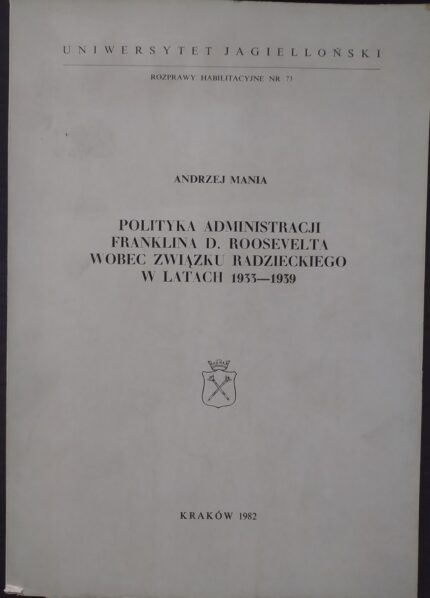 UNIWERSYTET JAGIELLOŃSKI
ROZPRAWY HABILITACYJNE NR 73
ANDRZEJ MANIA
POLITYKA ADMINISTRACJI
FRANKLINA D. ROOSEVELTA
WOBEC ZWIĄZKU RADZIECKIEGO
W LATACH 1933—1939
KRAKÓW 1982